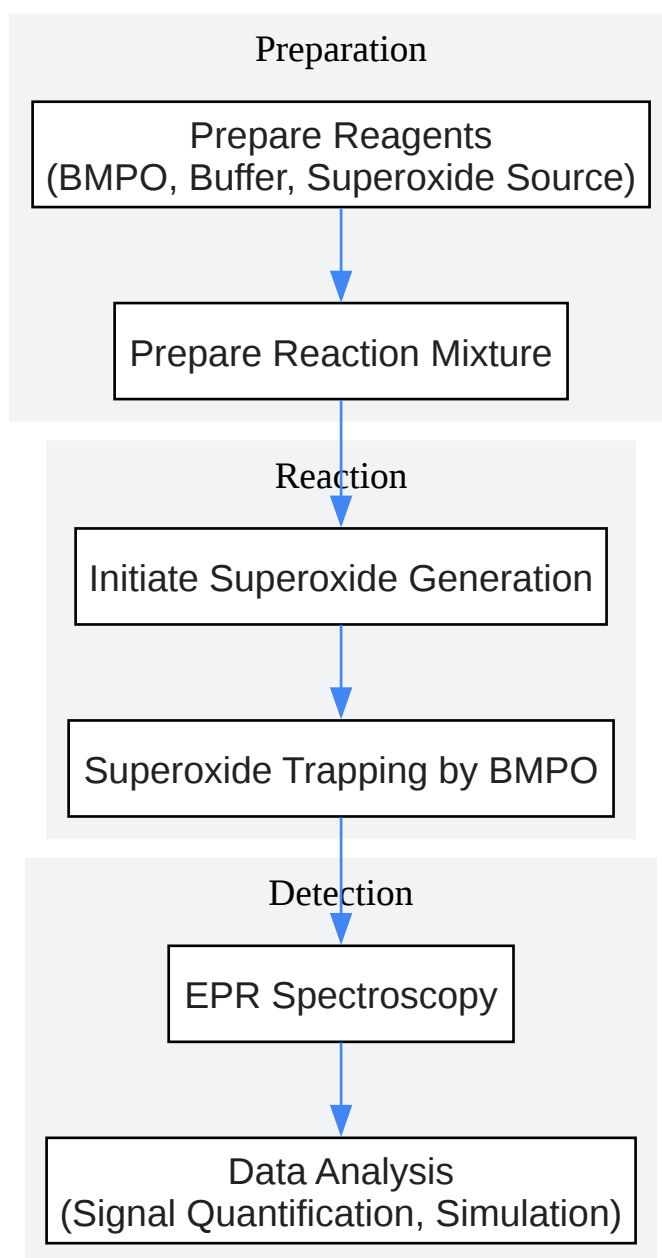 Preparation
Prepare Reagents
(BMPO, Buffer, Superoxide Source)
Prepare Reaction Mixture
Reaction
Initiate Superoxide Generation
Superoxide Trapping by BMPO
Detection
EPR Spectroscopy
Data Analysis
(Signal Quantification, Simulation)